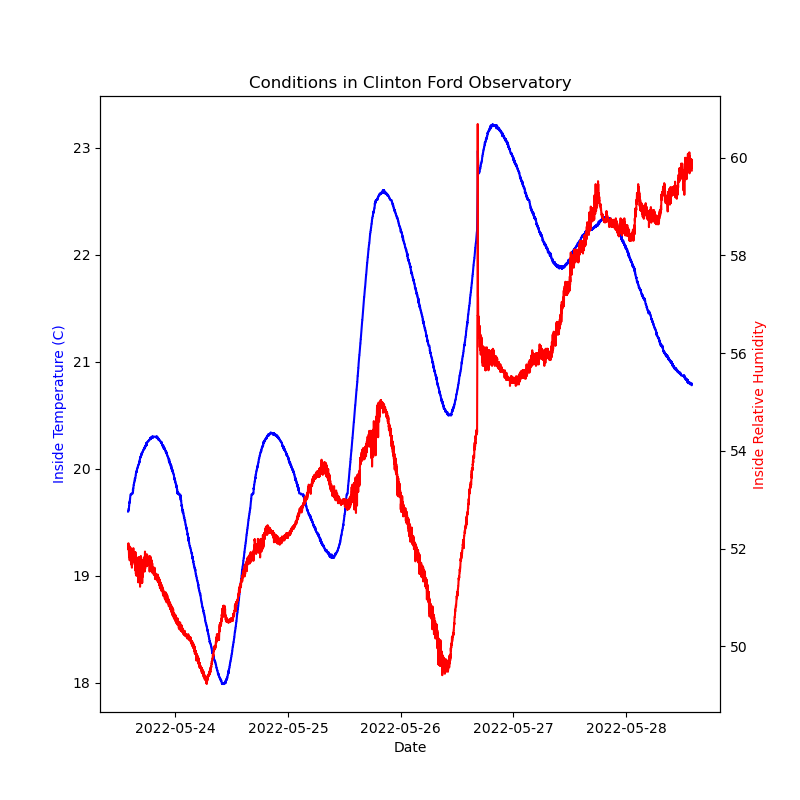 Conditions in Clinton Ford Observatory
23
22
21
20
19
18
Inside Temperature (C)
60
58
56
54
52
50
Inside Relative Humidity
2022-05-24 2022-05-25 2022-05-26 2022-05-27 2022-05-28
Date